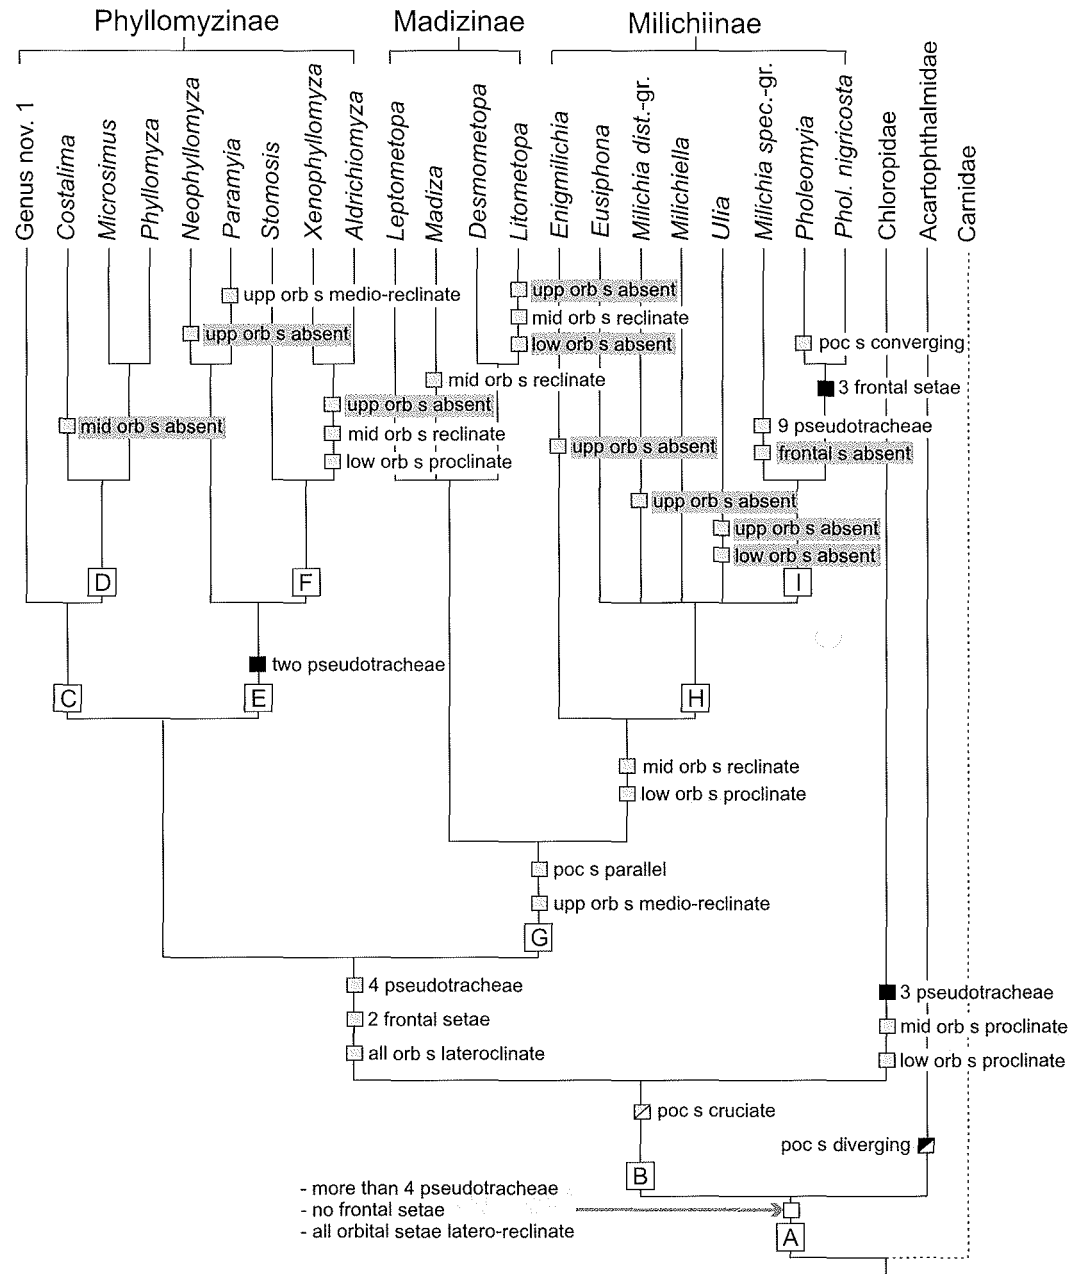 Phyllomyzinae
Madizinae
Milichiinae
Genus nov. 1
Costalima
Microsimus
Phyllomyza
Neophyllomyza
Paramyia
Stomosis
Xenophyllomyza
Aldrichiomyza
Leptometopa
Madiza
Desmometopa
Litometopa
Enigmilichia
Eusiphona
Milichia dist.-gr.
Milichiella
Ulia
Milichia spec.-gr.
Pholeomyia
Phol. nigricosta
Chloropidae
Acartophthalmidae
Carnidae
upp orb s medio-reclinate
upp orb s absent
upp orb s absent
mid orb s reclinate
low orb s absent
poc s converging
mid orb s reclinate
3 frontal setae
upp orb s absent
mid orb s reclinate
low orb s proclinate
mid orb s absent
9 pseudotracheae
frontal s absent
upp orb s absent
upp orb s absent
upp orb s absent
low orb s absent
D
F
I
two pseudotracheae
C
E
H
mid orb s reclinate
low orb s proclinate
poc s parallel
upp orb s medio-reclinate
G
4 pseudotracheae
2 frontal setae
all orb s lateroclinate
3 pseudotracheae
mid orb s proclinate
low orb s proclinate
poc s cruciate
poc s diverging
B
- more than 4 pseudotracheae
- no frontal setae
- all orbital setae latero-reclinate
A